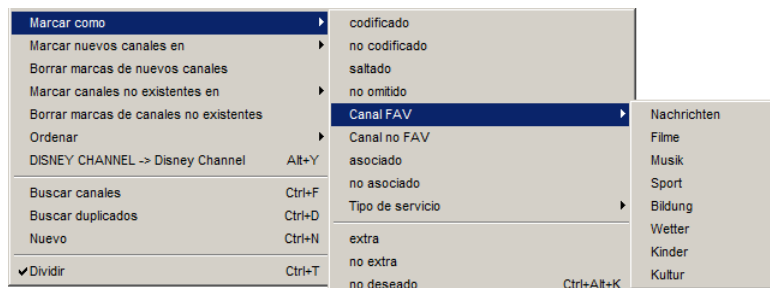 Marcar como
Marcar nuevos canales en
Borrar marcas de nuevos canales
Marcar canales no existentes en
Borrar marcas de canales no existentes
Ordenar
DISNEY CHANNEL -> Disney Channel Alt+Y
Buscar canales Ctrl+F
Buscar duplicados Ctrl+D
Nuevo Ctrl+N
Dividir Ctrl+T
codificado
no codificado
saltado
no omitido
Canal FAV
Canal no FAV
asociado
no asociado
Tipo de servicio
extra
no extra
no deseado Ctrl+Alt+K
Nachrichten
Filme
Musik
Sport
Bildung
Wetter
Kinder
Kultur